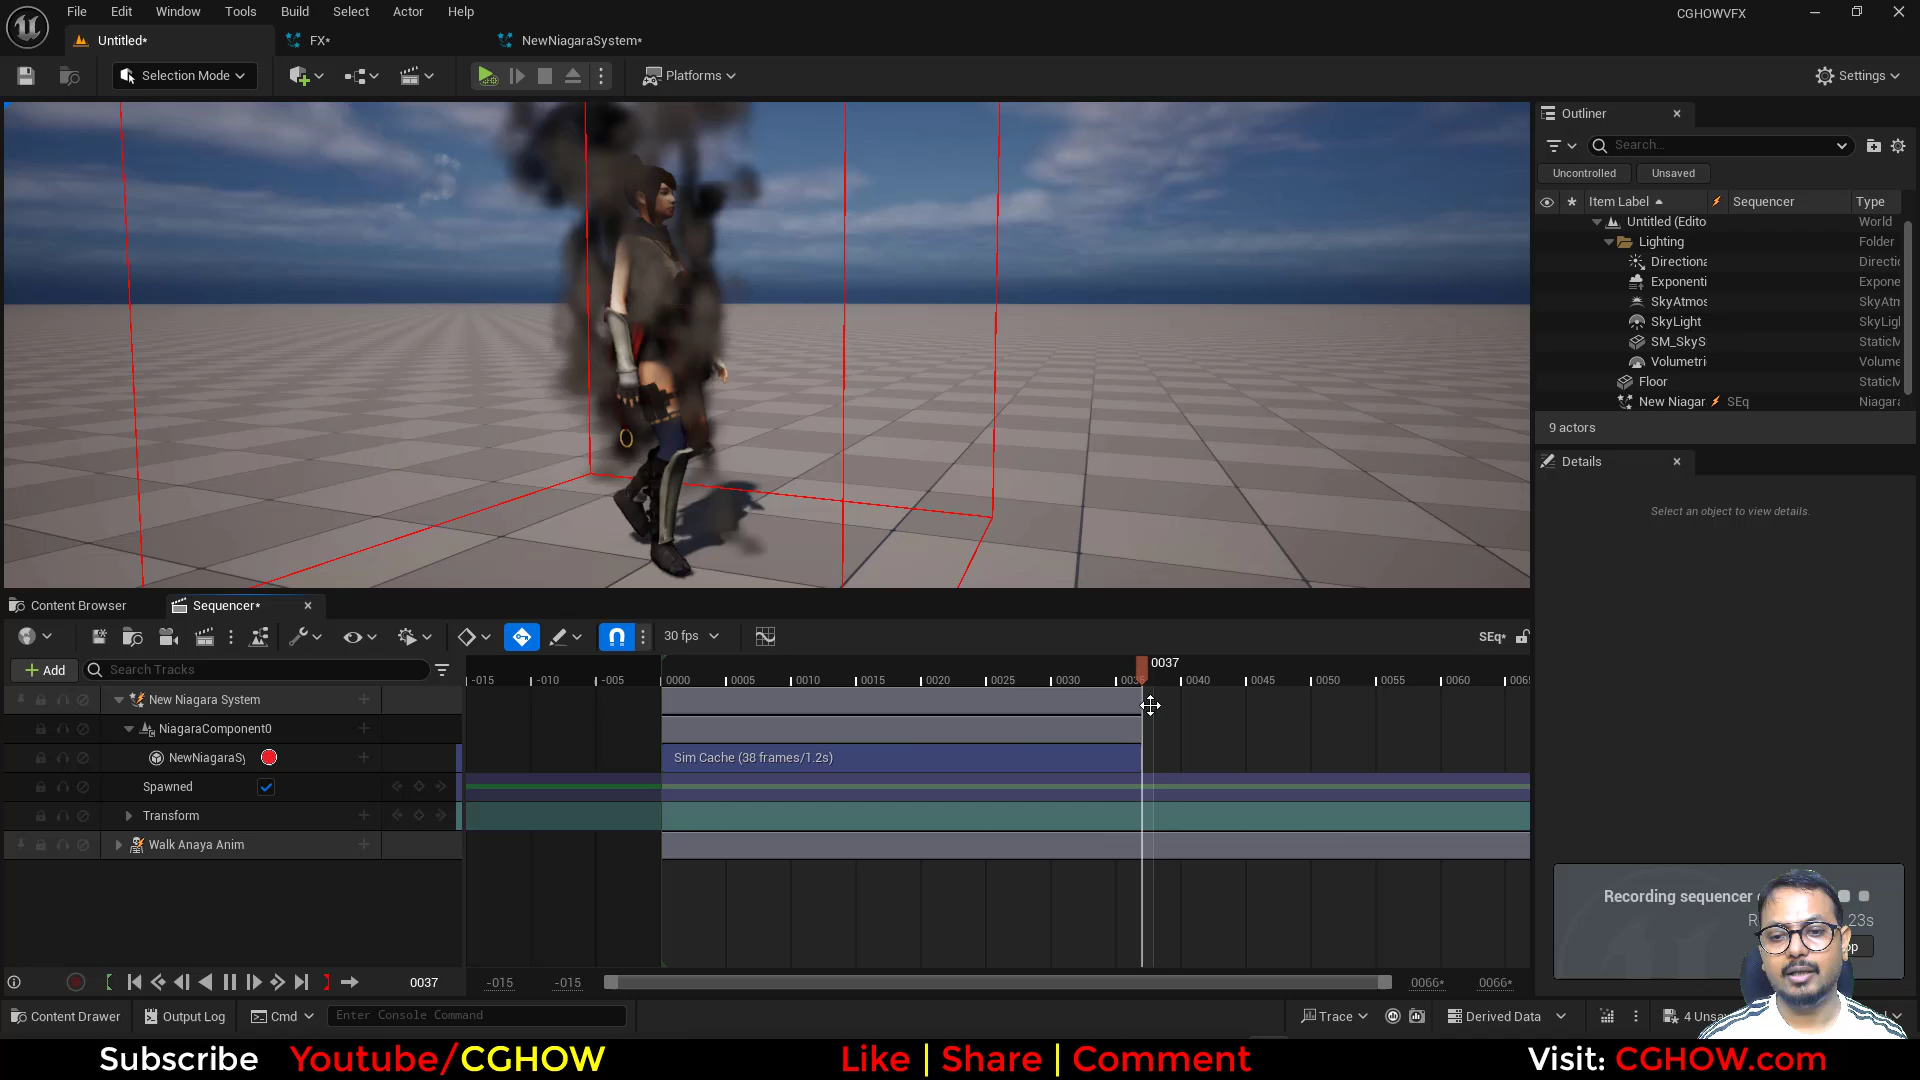 File Edit Window Tools Build Select Actor Help
CGHOWVFX
Untitled*
FX*
NewNiagaraSystem*
Selection Mode
Platforms
Settings
Outliner
Search...
Uncontrolled
Unsaved
Item Label
Sequencer
Type
Untitled (Edito
World
Lighting
Folder
Directiona
Directic
Exponenti
Expone
SkyAtmos
SkyAtn
SkyLight
SkyLigl
SM_SkyS
StaticM
Volumetri
Volume
Floor
StaticM
New Niagar
SEq
Niagara
9 actors
Details
Select an object to view details.
Content Browser
Sequencer*
30 fps
SEq*
Add
Search Tracks
0037
-015 -010 -005 0000 0005 0010 0015 0020 0025 0030 0035 0040 0045 0050 0055 0060
New Niagara System
NiagaraComponent0
NewNiagaraSy
Sim Cache (38 frames/1.2s)
Spawned
Transform
Walk Anaya Anim
Recording sequencer
23s
0037
-015
-015
0066*
0066*
Content Drawer
Output Log
Cmd
Enter Console Command
Trace
Derived Data
4 Unsa
Subscribe Youtube/CGHOW
Like | Share | Comment
Visit: CGHOW.com